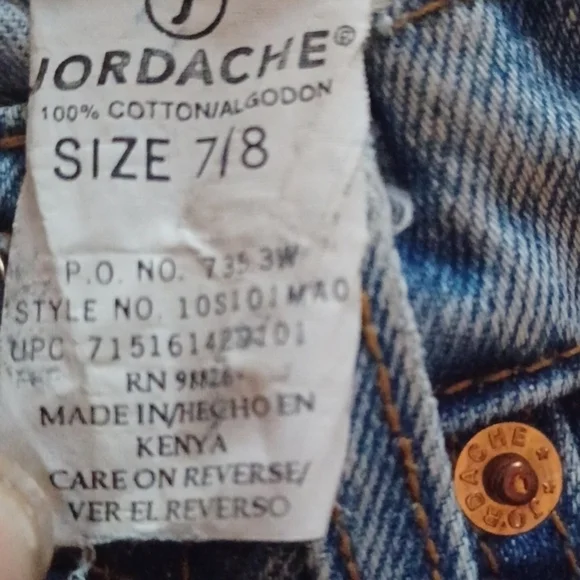 J
JORDACHE®
100% COTTON/ALGODON
SIZE 7/8
P.O. NO.
STYLE NO.
UPC
RN
MADE IN/HECHO EN
KENYA
CARE ON REVERSE/
VER EL REVERSO
JORDACHE